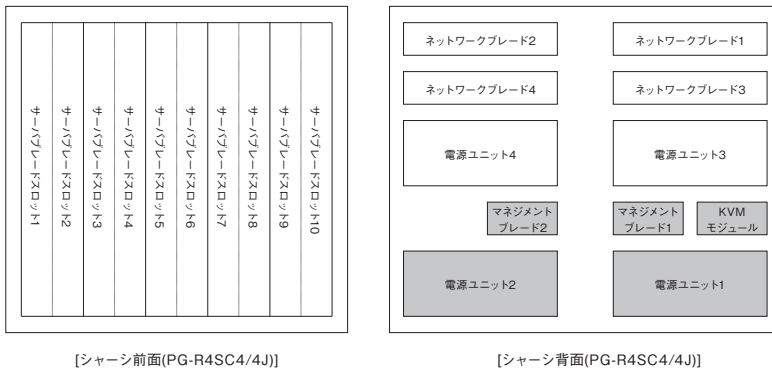 サーバブレードスロット1
サーバブレードスロット2
サーバブレードスロット3
サーバブレードスロット4
サーバブレードスロット5
サーバブレードスロット6
サーバブレードスロット7
サーバブレードスロット8
サーバブレードスロット9
サーバブレードスロット10
[シャーシ前面(PG-R4SC4/4J)]
ネットワークブレード2
ネットワークブレード1
ネットワークブレード4
ネットワークブレード3
電源ユニット4
電源ユニット3
マネジメント
ブレード2
マネジメント
ブレード1
KVM
モジュール
電源ユニット2
電源ユニット1
[シャーシ背面(PG-R4SC4/4J)]